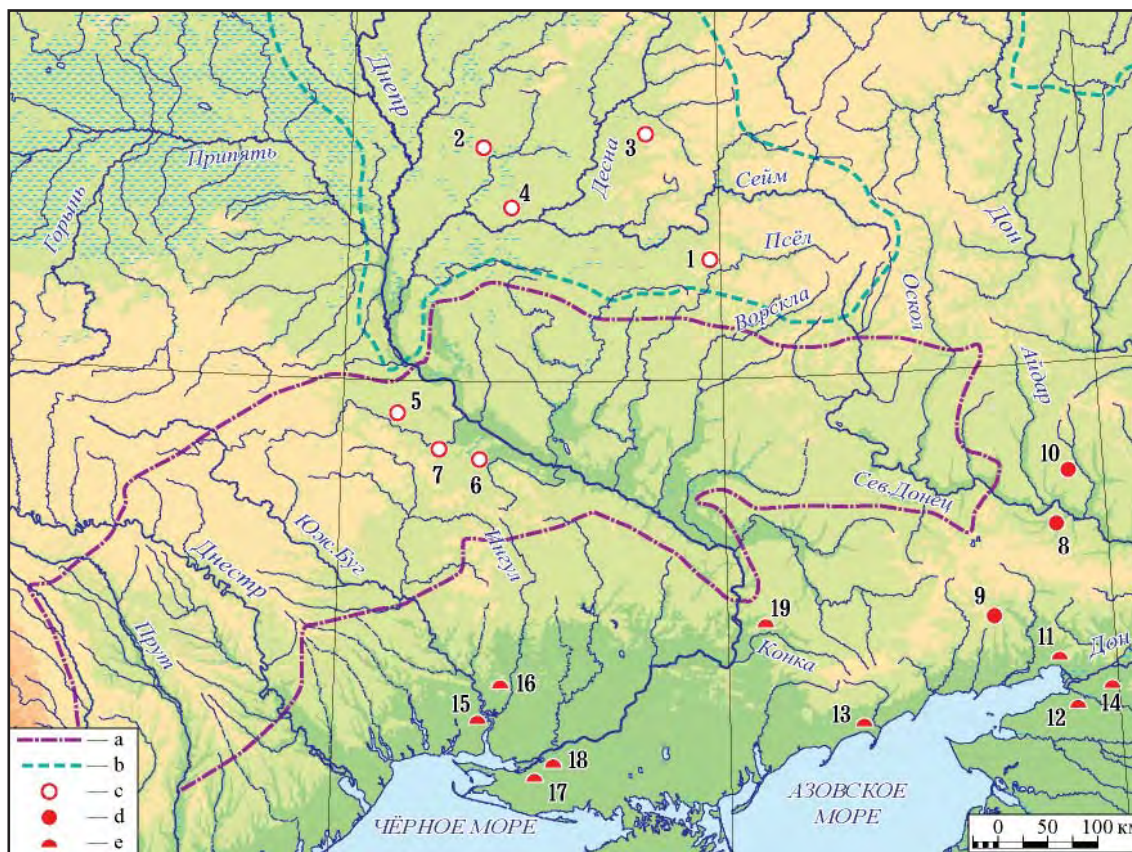 Днепр
Припять
Горынь
2
3
Десна
4
Сейм
Дон
1
Псёл
Оскол
Ворскла
Айдар
5
7
6
10
Сев.Донец
8
Юж.Буг
Ингул
Днестр
9
19
Прут
Конка
11
Дон
16
15
13
12
14
18
17
a
b
c
d
e
ЧЁРНОЕ МОРЕ
АЗОВСКОЕ
МОРЕ
0 50 100 км